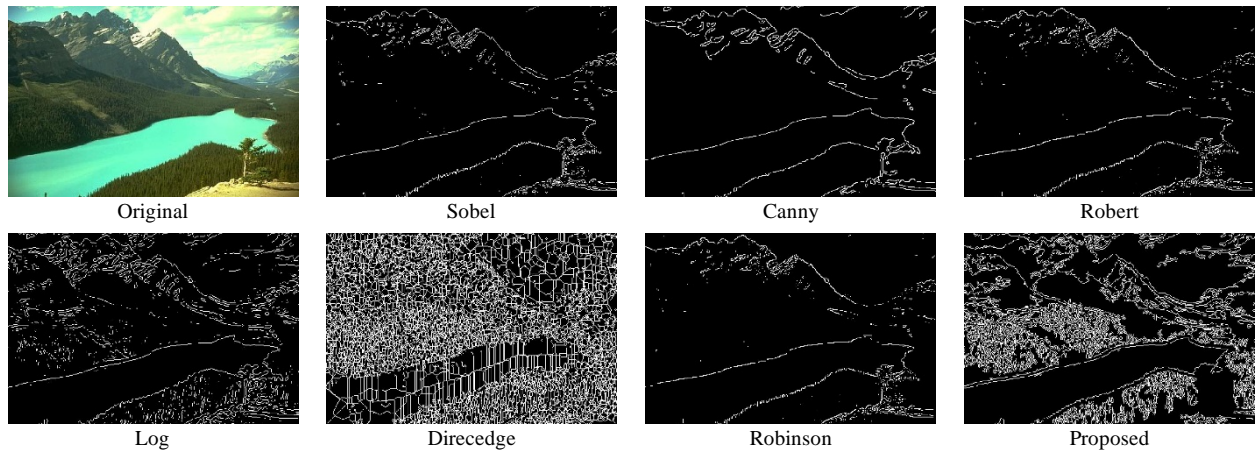 Original
Sobel
Canny
Robert
Log
Direcedge
Robinson
Proposed